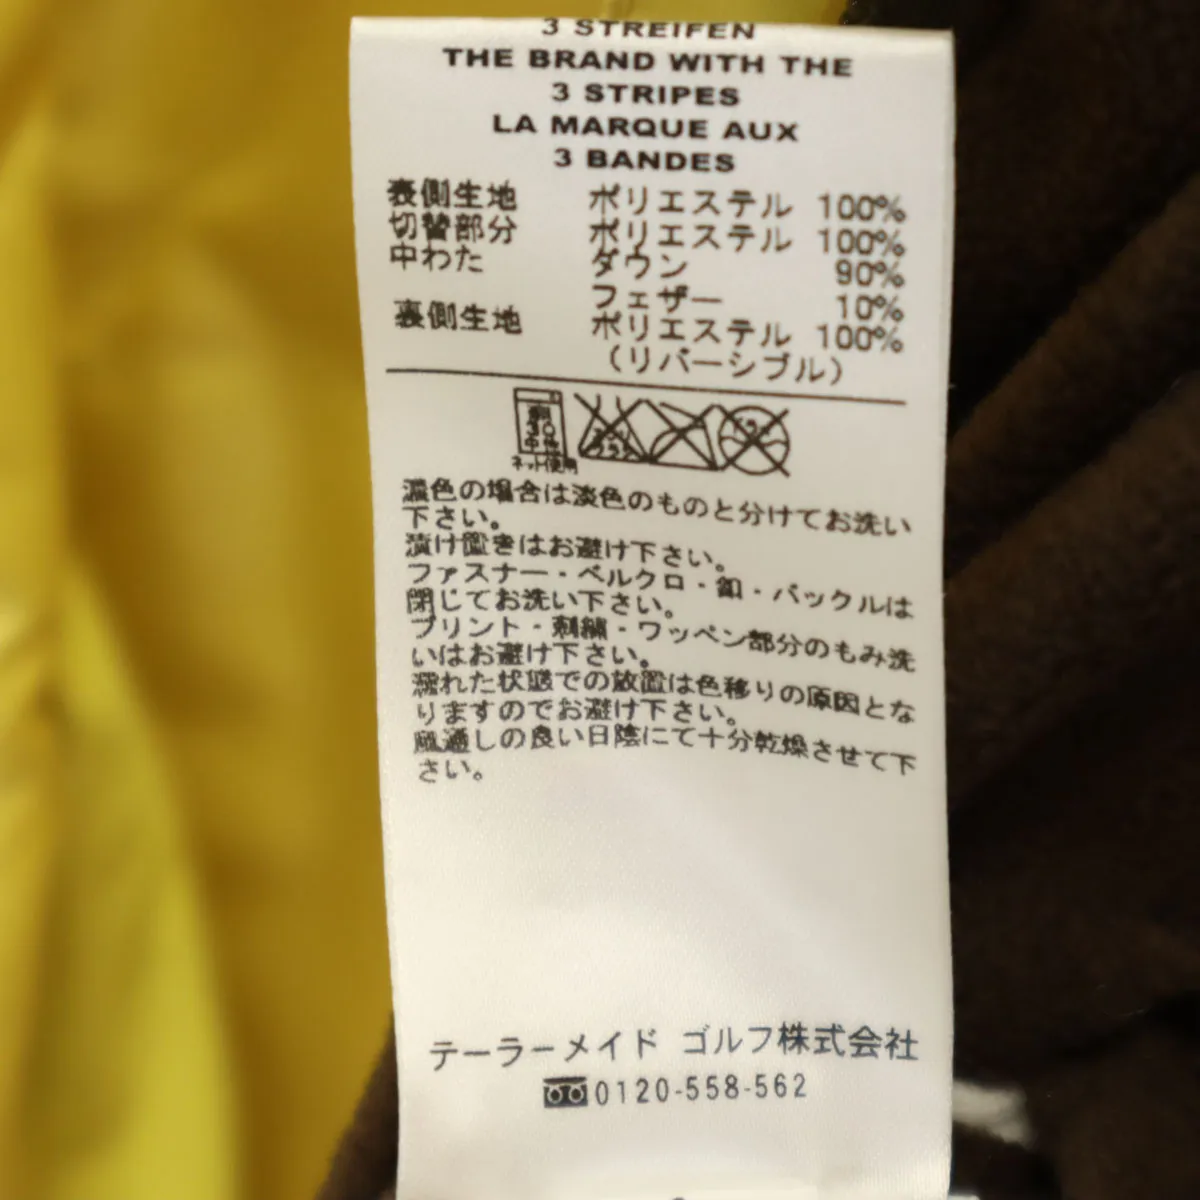 3 STREIFEN
THE BRAND WITH THE
3 STRIPES
LA MARQUE AUX
3 BANDES
表側生地 ポリエステル 100%
切替部分 ポリエステル 100%
中わた ダウン 90%
フェザー 10%
裏側生地 ポリエステル 100%
(リバーシブル)
30
ネット使用
濃色の場合は淡色のものと分けてお洗い
下さい。
漬け置きはお避け下さい。
ファスナー・ベルクロ・釦・バックルは
閉じてお洗い下さい。
プリント・刺繍・ワッペン部分のもみ洗
いはお避け下さい。
濡れた状態での放置は色移りの原因とな
りますのでお避け下さい。
風通しの良い日陰にて十分乾燥させて下
さい。
テーラーメイド ゴルフ株式会社
0120-558-562